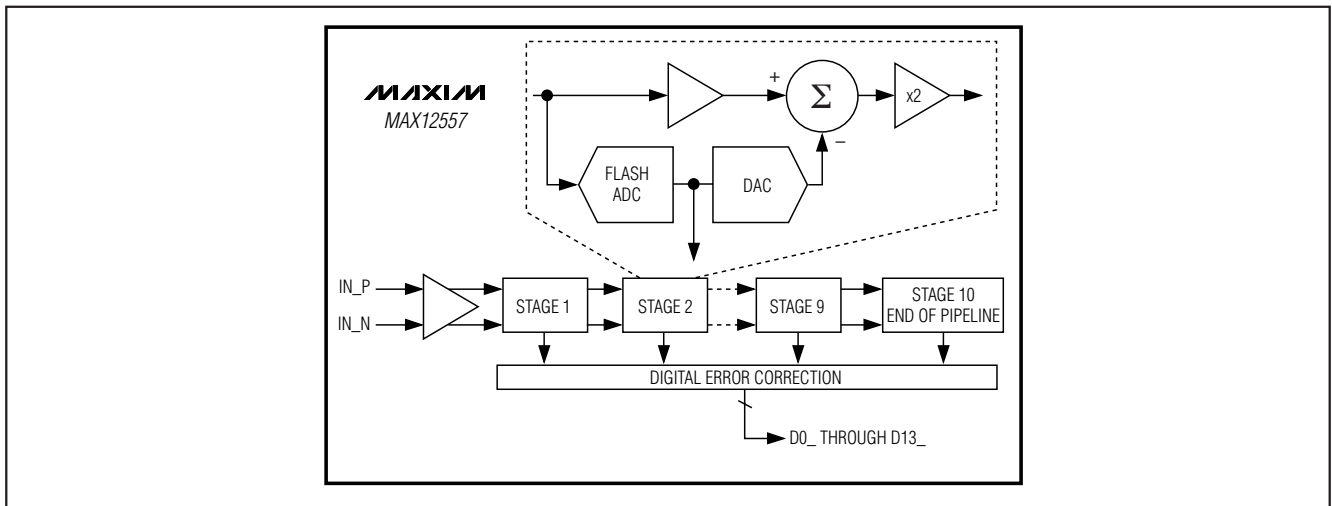 MAXIM
MAX12557
+
Σ
x2
−
FLASH
ADC
DAC
IN_P
IN_N
STAGE 1
STAGE 2
STAGE 9
STAGE 10
END OF PIPELINE
DIGITAL ERROR CORRECTION
D0_ THROUGH D13_